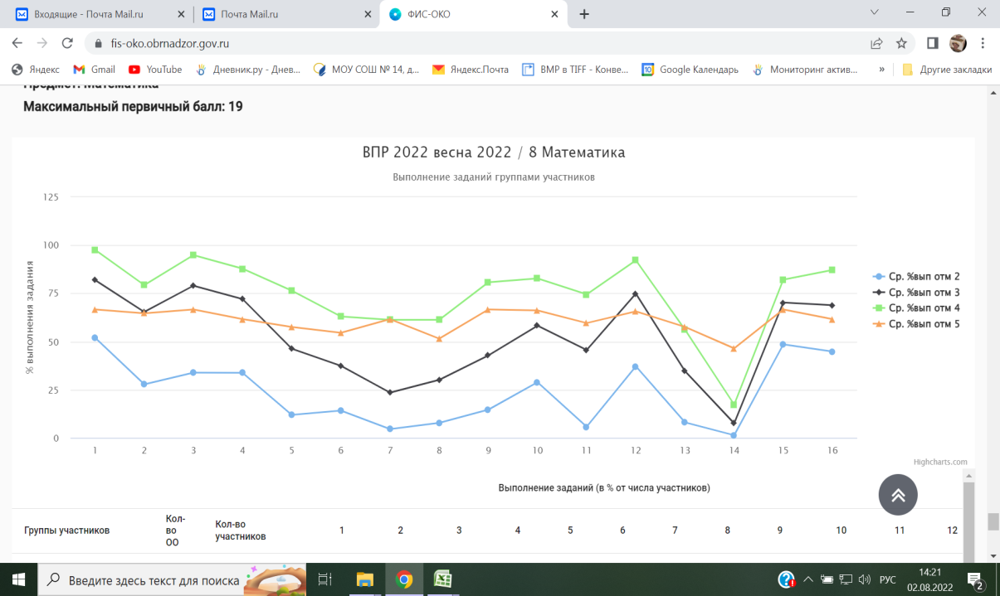 Входящие - Почта Mail.ru
Почта Mail.ru
ФИС-ОКО
fis-oko.obrnadzor.gov.ru
Яндекс
Gmail
YouTube
Дневник.ру - Днев...
МОУ СОШ № 14, д...
Яндекс.Почта
BMP в TIFF - Конве...
Google Календарь
Мониторинг актив...
»
Другие закладки
Предмет: Математика
Максимальный первичный балл: 19
ВПР 2022 весна 2022 / 8 Математика
Выполнение заданий группами участников
% выполнения задания
125
100
75
50
25
0
1 2 3 4 5 6 7 8 9 10 11 12 13 14 15 16
Ср. %вып отм 2
Ср. %вып отм 3
Ср. %вып отм 4
Ср. %вып отм 5
Highcharts.com
Выполнение заданий (в % от числа участников)
Группы участников
Кол-
во
ОО
Кол-во
участников
1 2 3 4 5 6 7 8 9 10 11 12
Введите здесь текст для поиска
РУС
14:21
02.08.2022
2